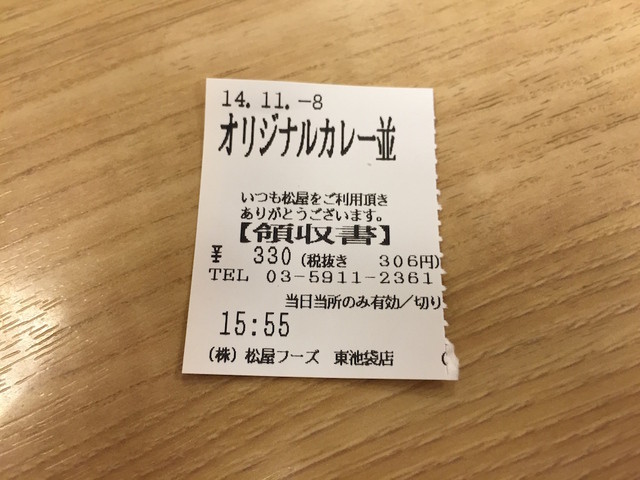 14.11.-8
オリジナルカレー並
いつも松屋をご利用頂き
ありがとうございます。
【領収書】
¥ 330 (税抜き 306円)
TEL 03-5911-2361
当日当所のみ有効／切り
15:55
(株) 松屋フーズ 東池袋店